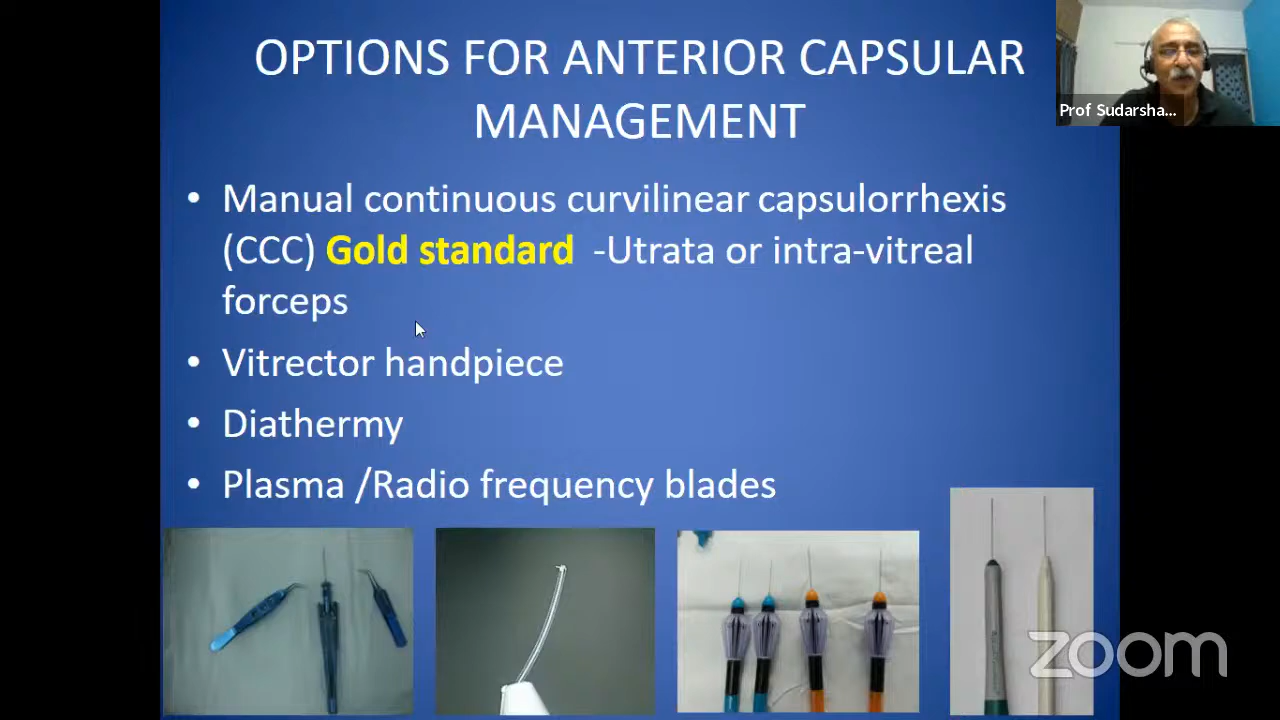 OPTIONS FOR ANTERIOR CAPSULAR
MANAGEMENT
Prof Sudarsha...
• Manual continuous curvilinear capsulorrhexis
(CCC) Gold standard -Utrata or intra-vitreal
forceps
• Vitrector handpiece
• Diathermy
• Plasma /Radio frequency blades
zoom